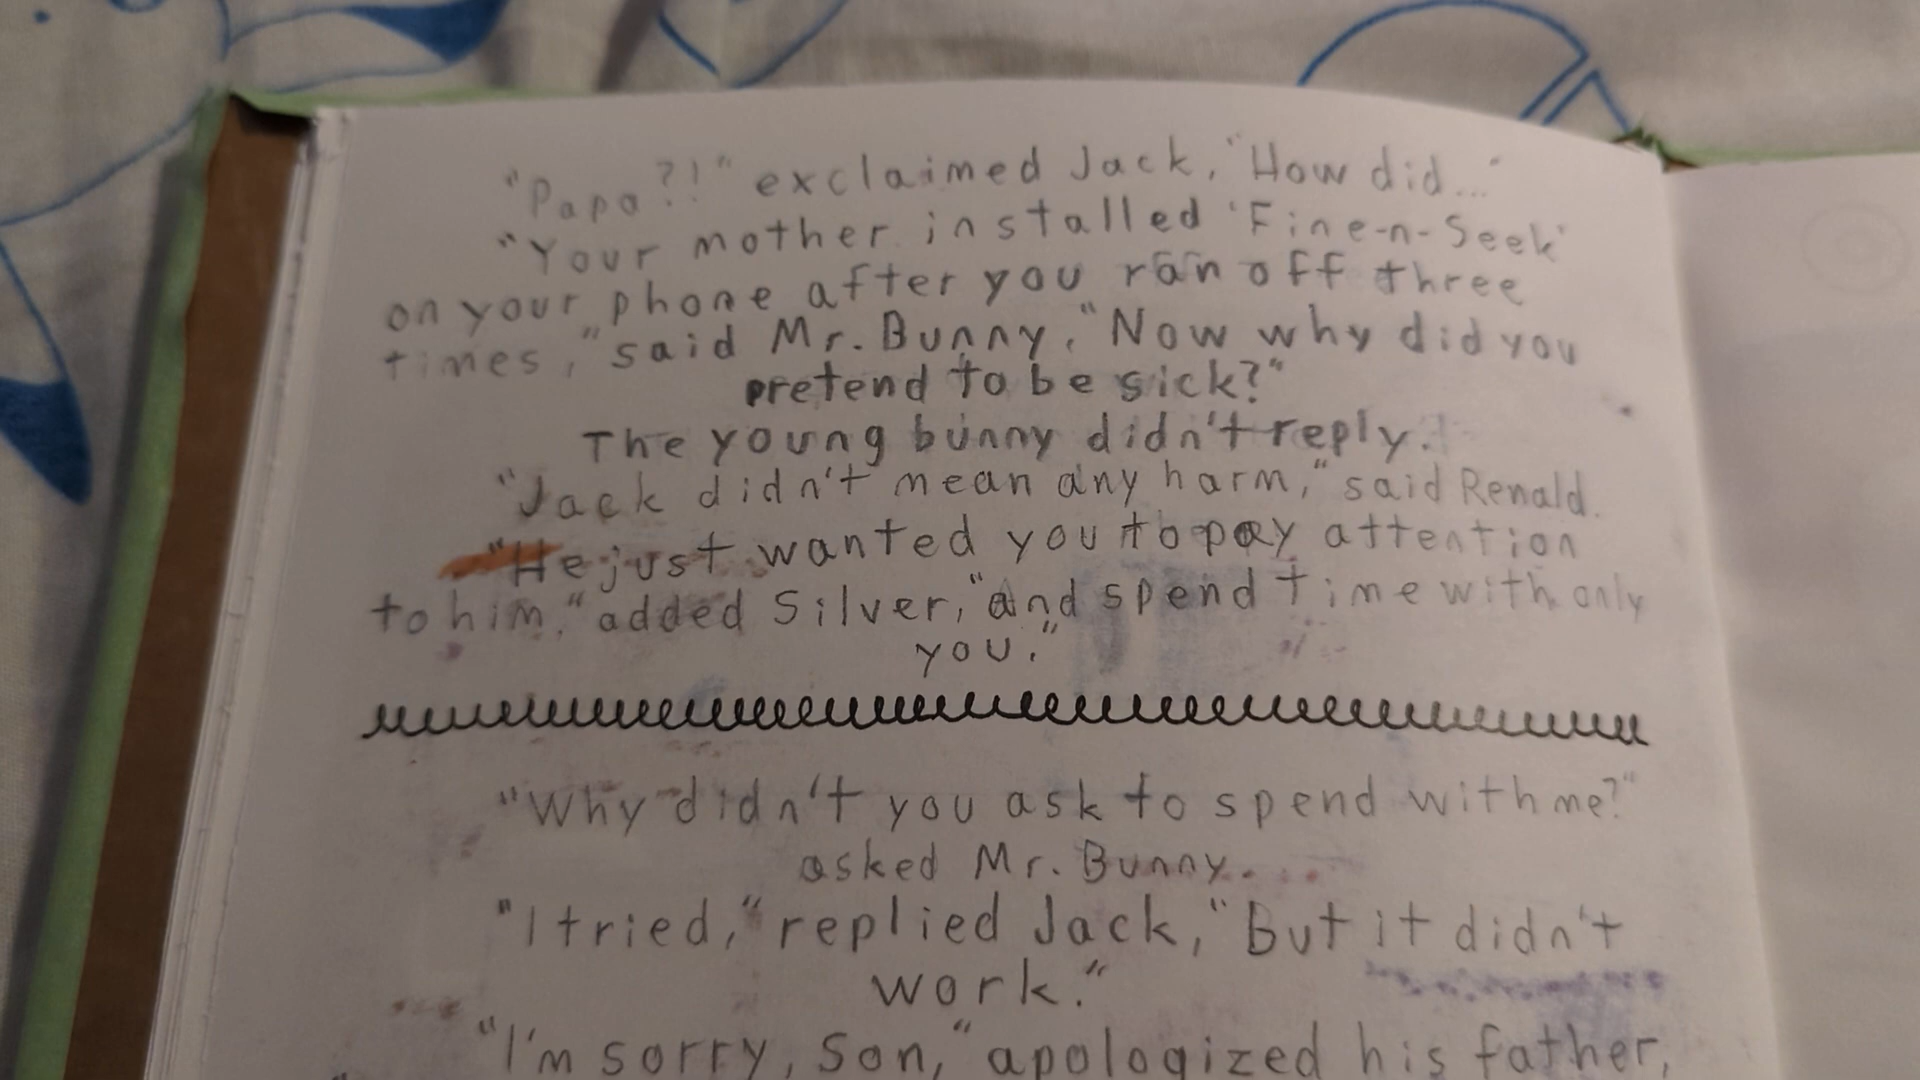 "Papa?!" exclaimed Jack, "How did..."
"Your mother installed 'Fine-n-Seek'
on your phone after you ran off three
times," said Mr. Bunny, "Now why did you
pretend to be sick?"
The young bunny didn't reply.
"Jack didn't mean any harm," said Renald.
"He just wanted you to pay attention
to him," added Silver, "and spend time with only
you."
"Why didn't you ask to spend with me?"
asked Mr. Bunny.
"I tried," replied Jack, "But it didn't
work."
"I'm sorry, Son," apologized his father,